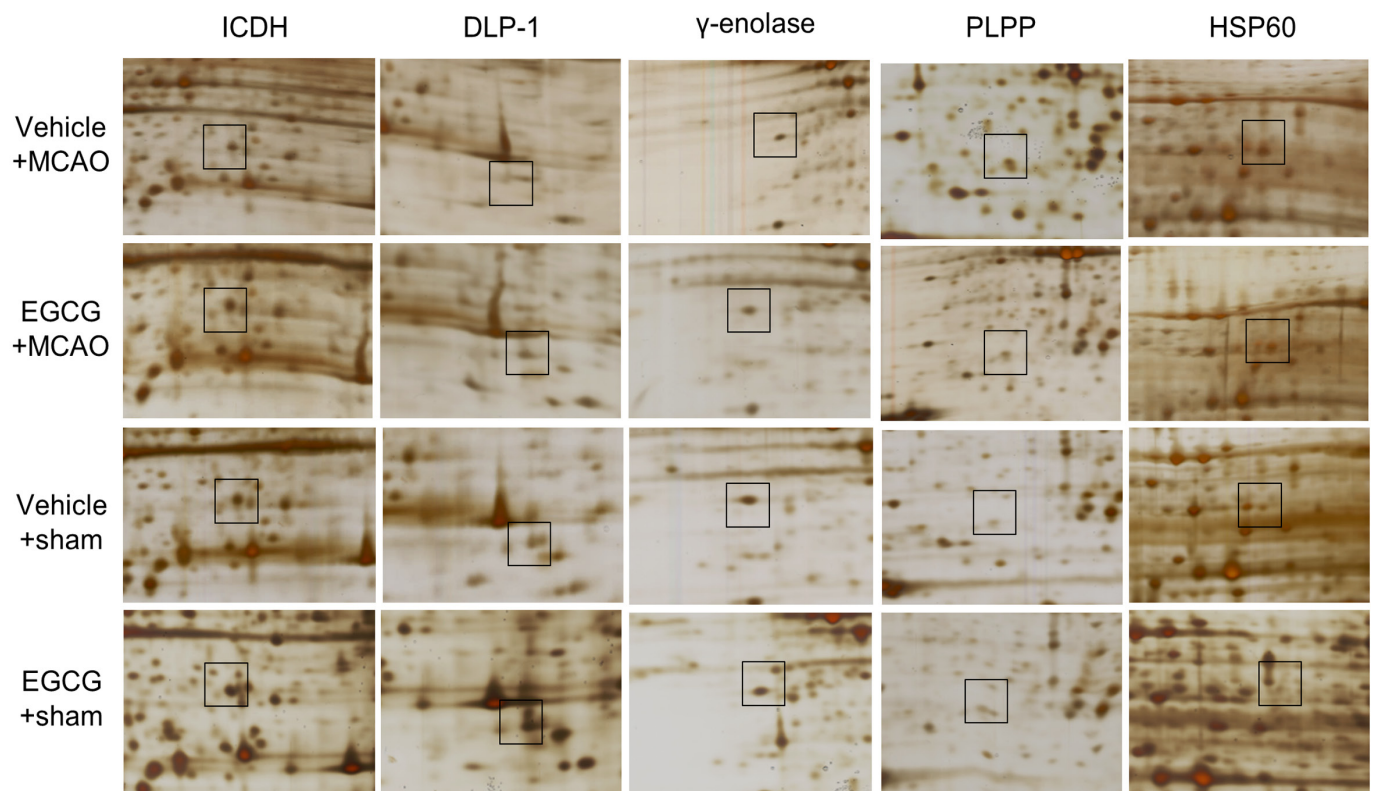 ICDH DLP-1 γ-enolase PLPP HSP60
Vehicle
+MCAO
EGCG
+MCAO
Vehicle
+sham
EGCG
+sham